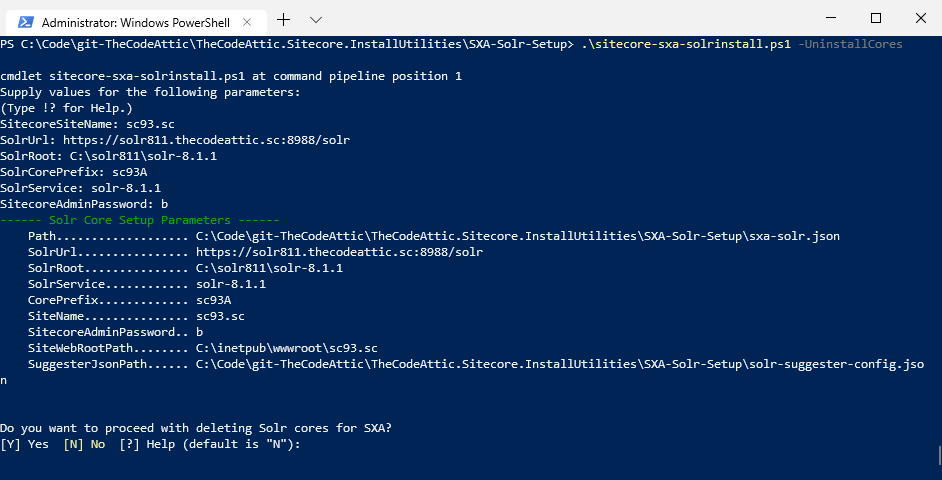 Administrator: Windows PowerShell
PS C:\Code\git-TheCodeAttic\TheCodeAttic.Sitecore.InstallUtilities\SXA-Solr-Setup> .\sitecore-sxa-solrinstall.ps1 -UninstallCores
cmdlet sitecore-sxa-solrinstall.ps1 at command pipeline position 1
Supply values for the following parameters:
(Type !? for Help.)
SitecoreSiteName: sc93.sc
SolrUrl: https://solr811.thecodeattic.sc:8988/solr
SolrRoot: C:\solr811\solr-8.1.1
SolrCorePrefix: sc93A
SolrService: solr-8.1.1
SitecoreAdminPassword: b
------ Solr Core Setup Parameters ------
Path................... C:\Code\git-TheCodeAttic\TheCodeAttic.Sitecore.InstallUtilities\SXA-Solr-Setup\sxa-solr.json
SolrUrl................ https://solr811.thecodeattic.sc:8988/solr
SolrRoot............... C:\solr811\solr-8.1.1
SolrService............ solr-8.1.1
CorePrefix............. sc93A
SiteName............... sc93.sc
SitecoreAdminPassword.. b
SiteWebRootPath........ C:\inetpub\wwwroot\sc93.sc
SuggesterJsonPath...... C:\Code\git-TheCodeAttic\TheCodeAttic.Sitecore.InstallUtilities\SXA-Solr-Setup\solr-suggester-config.jso
n
Do you want to proceed with deleting Solr cores for SXA?
[Y] Yes  [N] No  [?] Help (default is "N"):